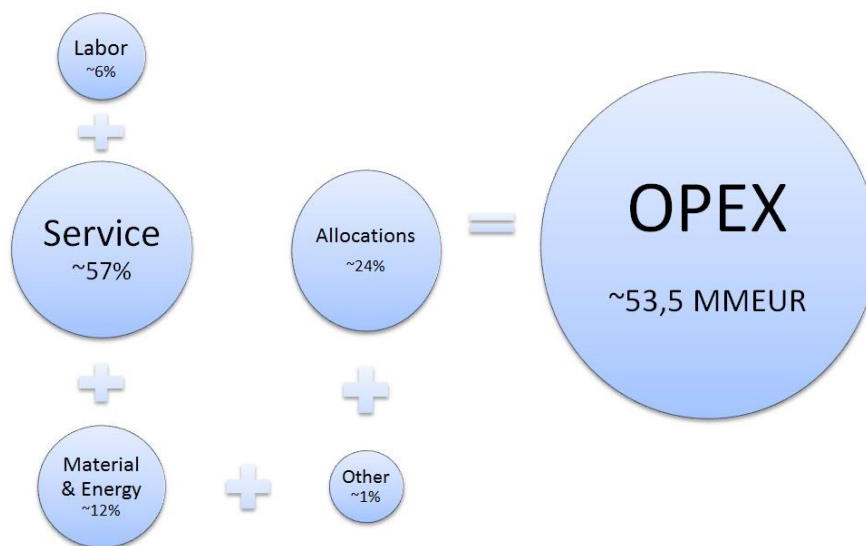 Labor
~6%
Service
~57%
Material
& Energy
~12%
Other
~1%
Allocations
~24%
OPEX
~53,5 MMEUR